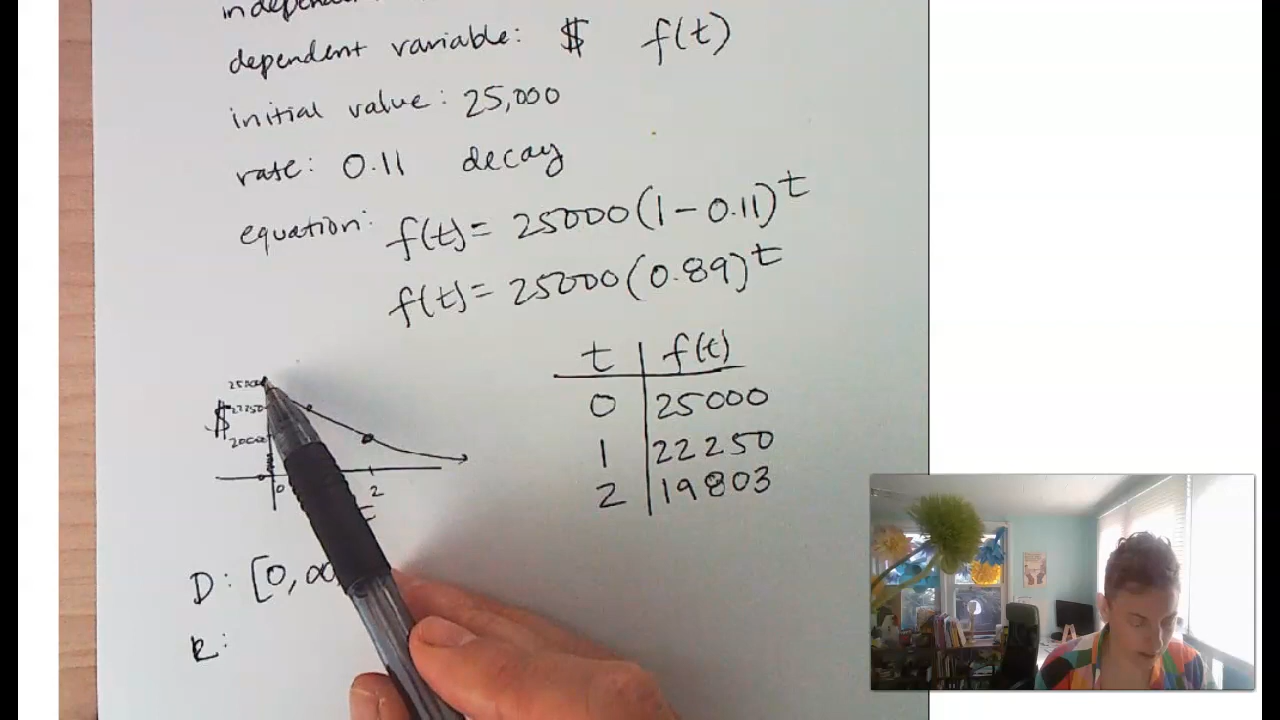 dependent variable: $ f(t)
initial value: 25,000
rate: 0.11 decay
equation: f(t) = 25000(1-0.11)^t
f(t) = 25000(0.89)^t
t f(t)
0 25000
1 22250
2 19803
$
22250
0 2
D: [0, ∞
R: